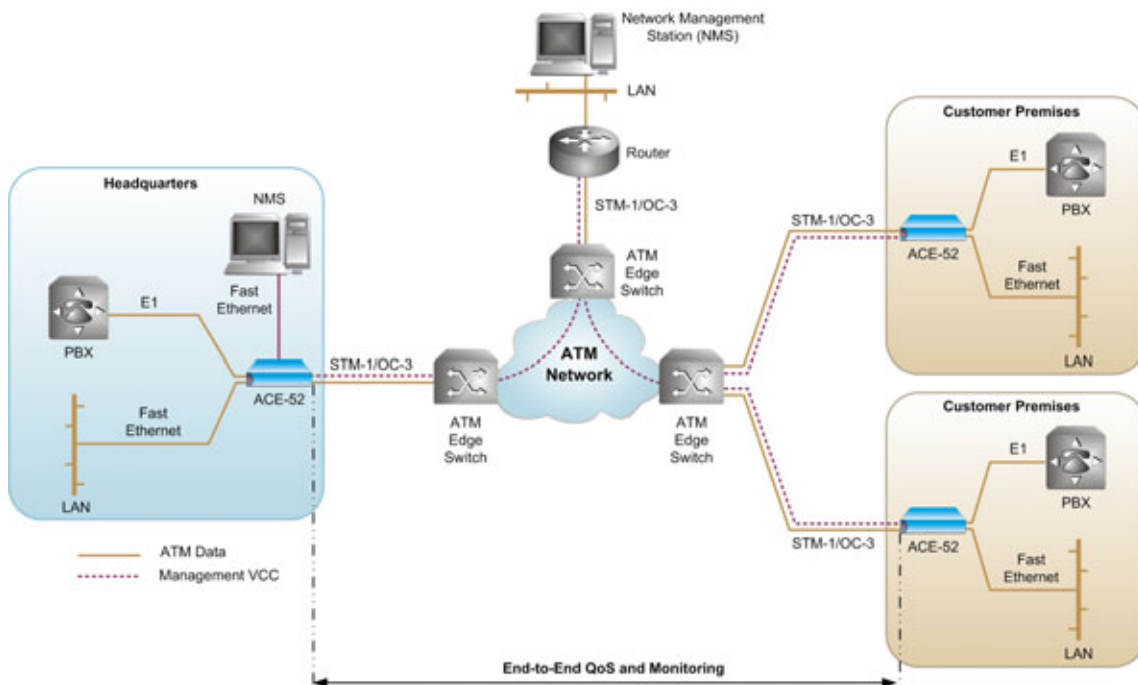 Network Management
Station (NMS)
LAN
Router
STM-1/OC-3
ATM
Edge
Switch
Headquarters
NMS
Fast
Ethernet
E1
PBX
ACE-52
STM-1/OC-3
Fast
Ethernet
LAN
ATM
Edge
Switch
ATM
Network
ATM
Edge
Switch
STM-1/OC-3
STM-1/OC-3
Customer Premises
E1
PBX
ACE-52
Fast
Ethernet
LAN
Customer Premises
E1
PBX
ACE-52
Fast
Ethernet
LAN
ATM Data
Management VCC
End-to-End QoS and Monitoring